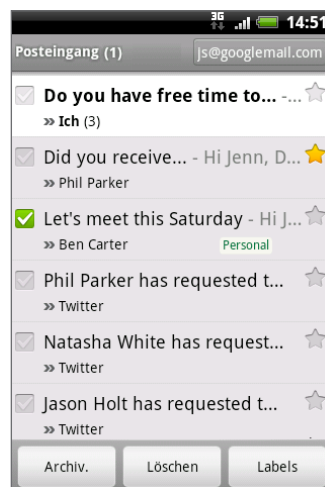 3G 14:51
Posteingang (1) js@googlemail.com
Do you have free time to... -...
» Ich (3)
Did you receive... - Hi Jenn, D...
» Phil Parker
Let's meet this Saturday - Hi J...
» Ben Carter Personal
Phil Parker has requested t...
» Twitter
Natasha White has request...
» Twitter
Jason Holt has requested t...
» Twitter
Archiv. Löschen Labels